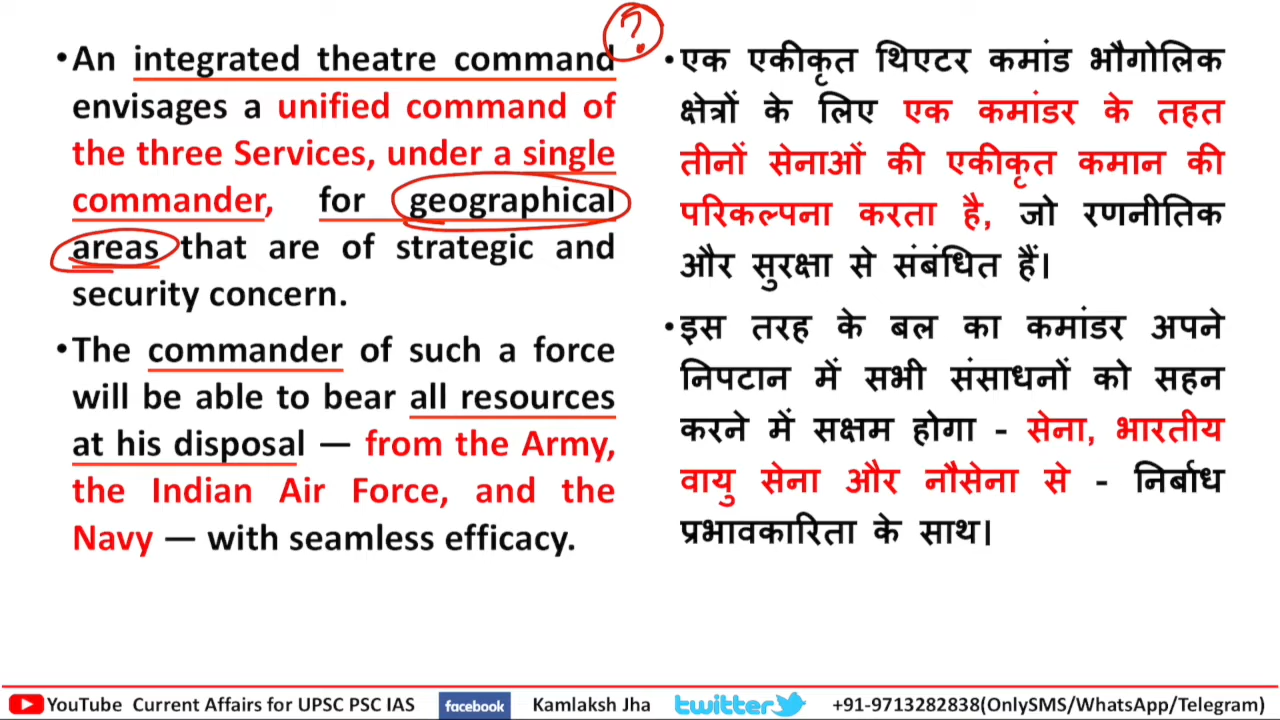 ?
•An integrated theatre command
envisages a unified command of
the three Services, under a single
commander, for geographical
areas that are of strategic and
security concern.
•The commander of such a force
will be able to bear all resources
at his disposal — from the Army,
the Indian Air Force, and the
Navy — with seamless efficacy.
•एक एकीकृत थिएटर कमांड भौगोलिक
क्षेत्रों के लिए एक कमांडर के तहत
तीनों सेनाओं की एकीकृत कमान की
परिकल्पना करता है, जो रणनीतिक
और सुरक्षा से संबंधित हैं।
•इस तरह के बल का कमांडर अपने
निपटान में सभी संसाधनों को सहन
करने में सक्षम होगा - सेना, भारतीय
वायु सेना और नौसेना से - निर्बाध
प्रभावकारिता के साथ।
YouTube Current Affairs for UPSC PSC IAS facebook Kamlaksh Jha twitter +91-9713282838(OnlySMS/WhatsApp/Telegram)